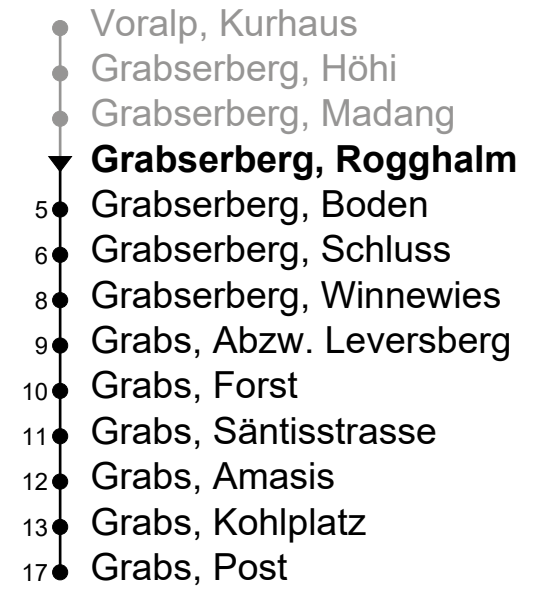 Voralp, Kurhaus
Grabserberg, Höhi
Grabserberg, Madang
Grabserberg, Rogghalm
5 Grabserberg, Boden
6 Grabserberg, Schluss
8 Grabserberg, Winnewies
9 Grabs, Abzw. Leversberg
10 Grabs, Forst
11 Grabs, Säntisstrasse
12 Grabs, Amasis
13 Grabs, Kohlplatz
17 Grabs, Post